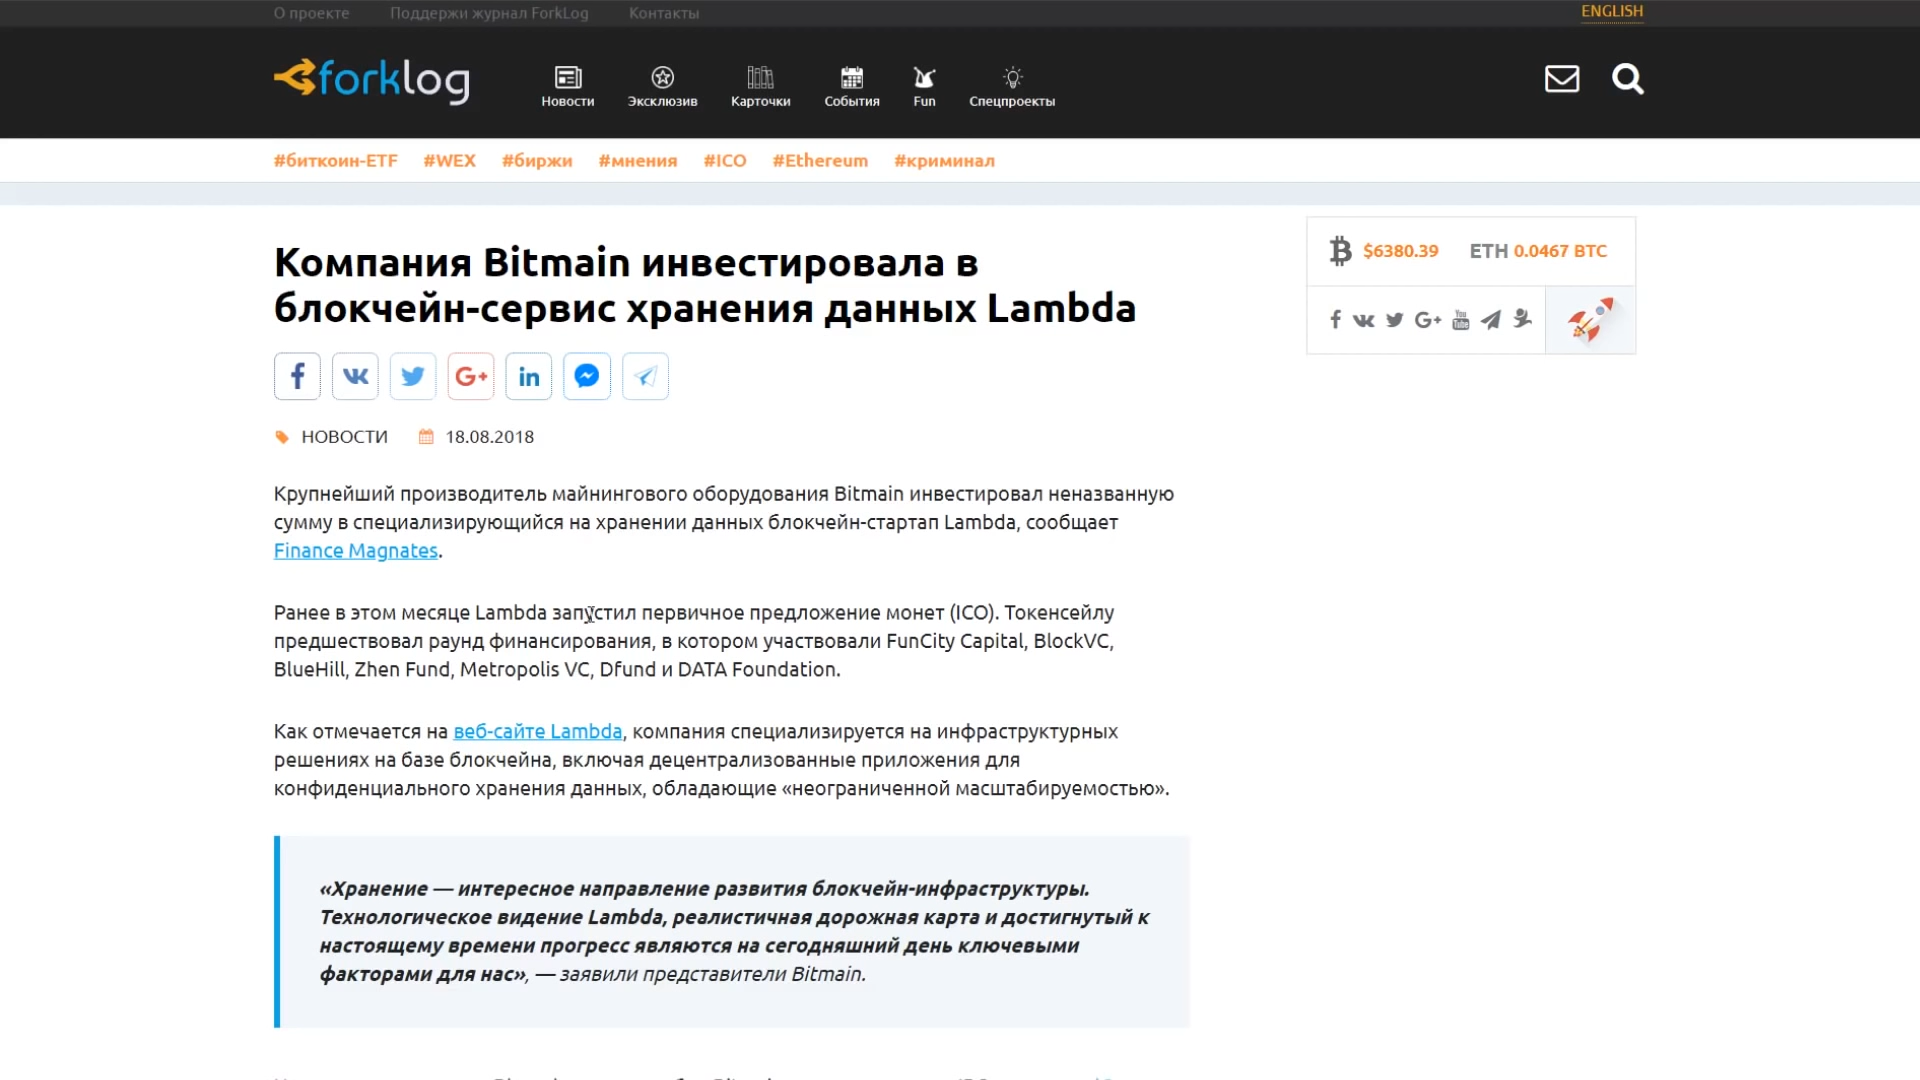 О проекте Поддержи журнал ForkLog Контакты ENGLISH
forklog
Новости Эксклюзив Карточки События Fun Спецпроекты
#биткоин-ETF #WEX #биржи #мнения #ICO #Ethereum #криминал
$6380.39 ETH 0.0467 BTC
Компания Bitmain инвестировала в
блокчейн-сервис хранения данных Lambda
НОВОСТИ 18.08.2018
Крупнейший производитель майнингового оборудования Bitmain инвестировал неназванную
сумму в специализирующийся на хранении данных блокчейн-стартап Lambda, сообщает
Finance Magnates.
Ранее в этом месяце Lambda запустил первичное предложение монет (ICO). Токенсейлу
предшествовал раунд финансирования, в котором участвовали FunCity Capital, BlockVC,
BlueHill, Zhen Fund, Metropolis VC, Dfund и DATA Foundation.
Как отмечается на веб-сайте Lambda, компания специализируется на инфраструктурных
решениях на базе блокчейна, включая децентрализованные приложения для
конфиденциального хранения данных, обладающие «неограниченной масштабируемостью».
«Хранение — интересное направление развития блокчейн-инфраструктуры.
Технологическое видение Lambda, реалистичная дорожная карта и достигнутый к
настоящему времени прогресс являются на сегодняшний день ключевыми
факторами для нас», — заявили представители Bitmain.